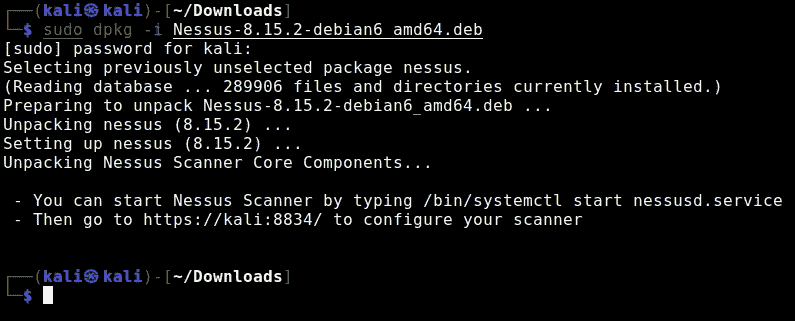 ┌──(kali㉿kali)-[~/Downloads]
└─$ sudo dpkg -i Nessus-8.15.2-debian6_amd64.deb
[sudo] password for kali:
Selecting previously unselected package nessus.
(Reading database ... 289906 files and directories currently installed.)
Preparing to unpack Nessus-8.15.2-debian6_amd64.deb ...
Unpacking nessus (8.15.2) ...
Setting up nessus (8.15.2) ...
Unpacking Nessus Scanner Core Components...
- You can start Nessus Scanner by typing /bin/systemctl start nessusd.service
- Then go to https://kali:8834/ to configure your scanner
┌──(kali㉿kali)-[~/Downloads]
└─$